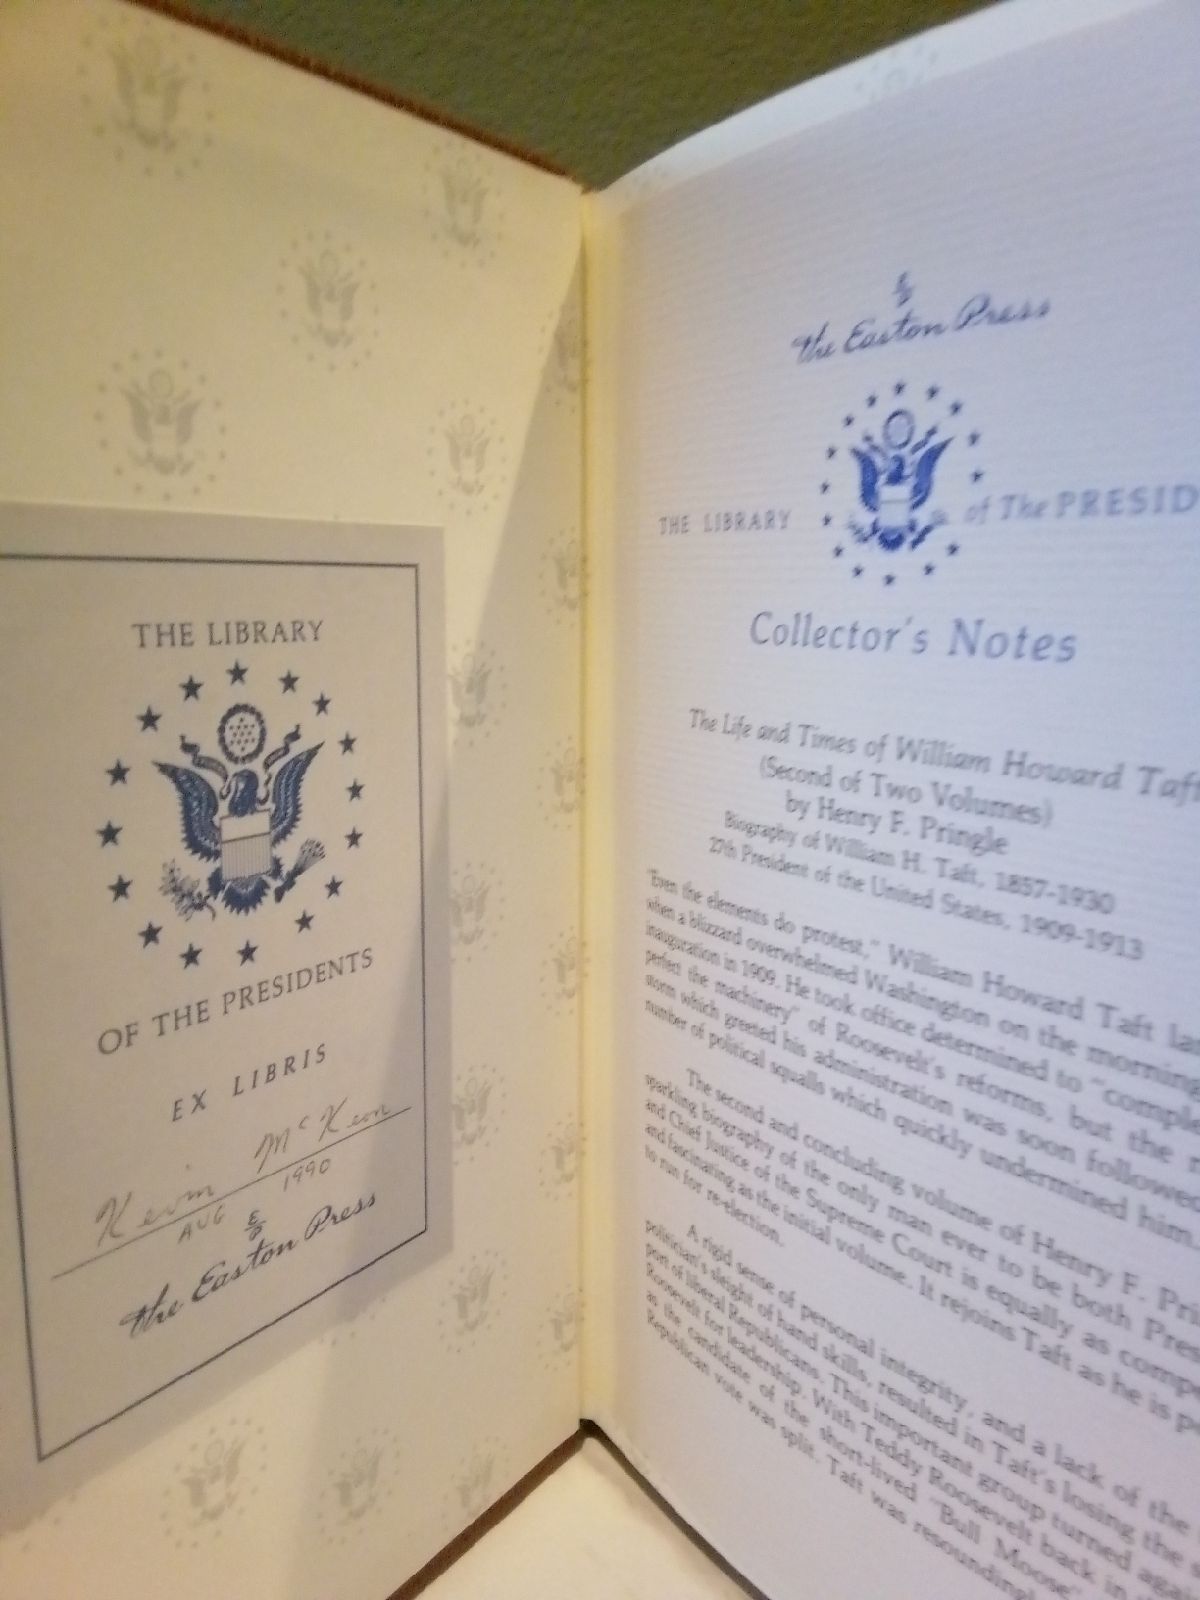 THE LIBRARY
OF THE PRESIDENTS
EX LIBRIS
Kevin McKeon
AUG 1990
EP
The Easton Press
EP
The Easton Press
THE LIBRARY of The PRESID
Collector's Notes
The Life and Times of William Howard Taft
(Second of Two Volumes)
by Henry F. Pringle
Biography of William H. Taft, 1857-1930
27th President of the United States, 1909-1913
"Even the elements do protest," William Howard Taft la
when a blizzard overwhelmed Washington on the morning
inauguration in 1909. He took office determined to "comple
perfect the machinery" of Roosevelt's reforms, but the r
storm which greeted his administration was soon followed
number of political squalls which quickly undermined him.
The second and concluding volume of Henry F. Pri
sparkling biography of the only man ever to be both Pres
and Chief Justice of the Supreme Court is equally as compe
and fascinating as the initial volume. It rejoins Taft as he is p
to run for re-election.
A rigid sense of personal integrity, and a lack of the
politician's sleight of hand skills, resulted in Taft's losing the s
port of liberal Republicans. This important group turned agai
Roosevelt for leadership. With Teddy Roosevelt back in
as the candidate of the short-lived "Bull Moose"
Republican vote was split. Taft was resounding